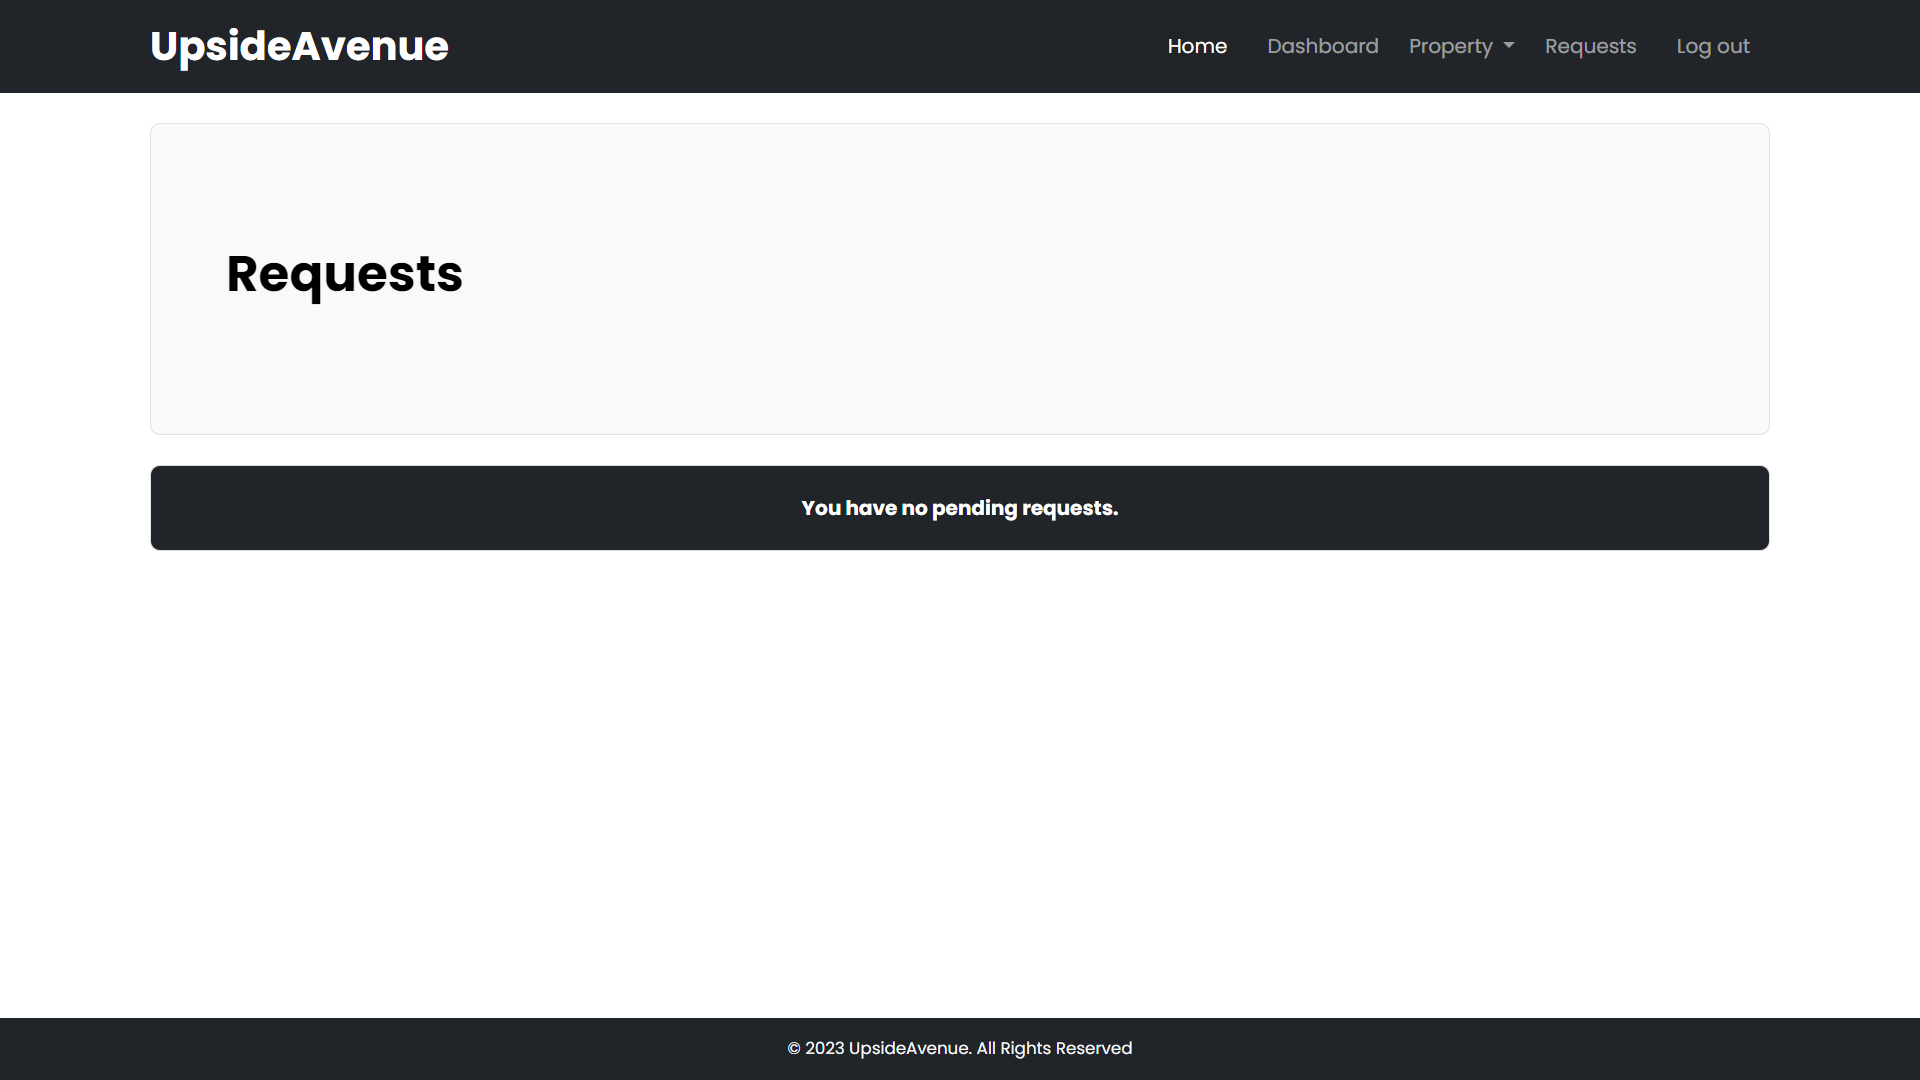 UpsideAvenue
Home Dashboard Property Requests Log out
Requests
You have no pending requests.
© 2023 UpsideAvenue. All Rights Reserved